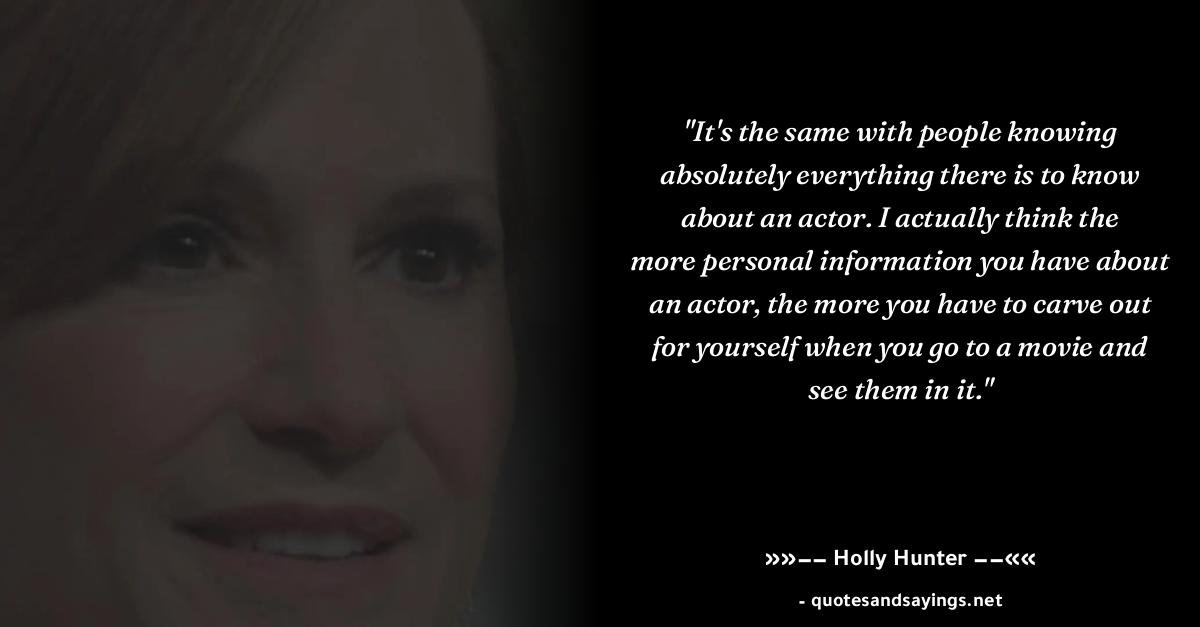 "It's the same with people knowing
absolutely everything there is to know
about an actor. I actually think the
more personal information you have about
an actor, the more you have to carve out
for yourself when you go to a movie and
see them in it."
»»−− Holly Hunter −−««
- quotesandsayings.net